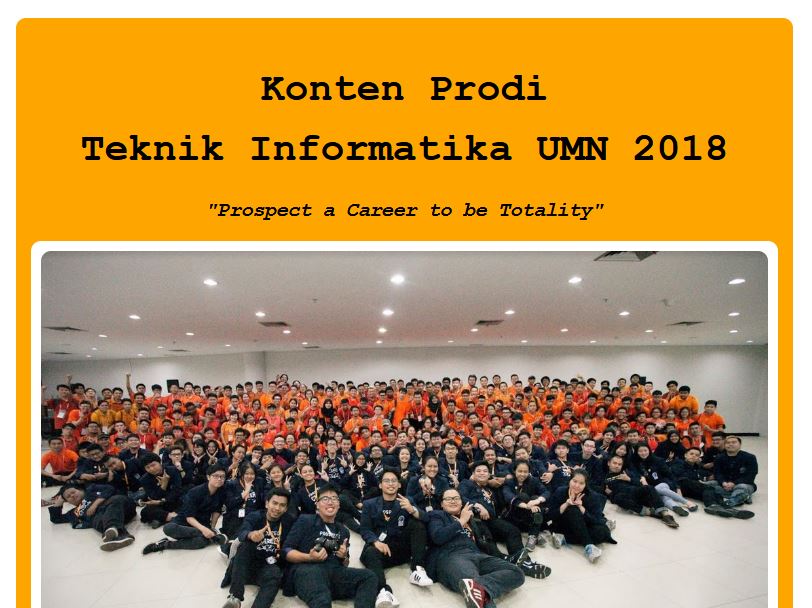 Konten Prodi
Teknik Informatika UMN 2018
"Prospect a Career to be Totality"